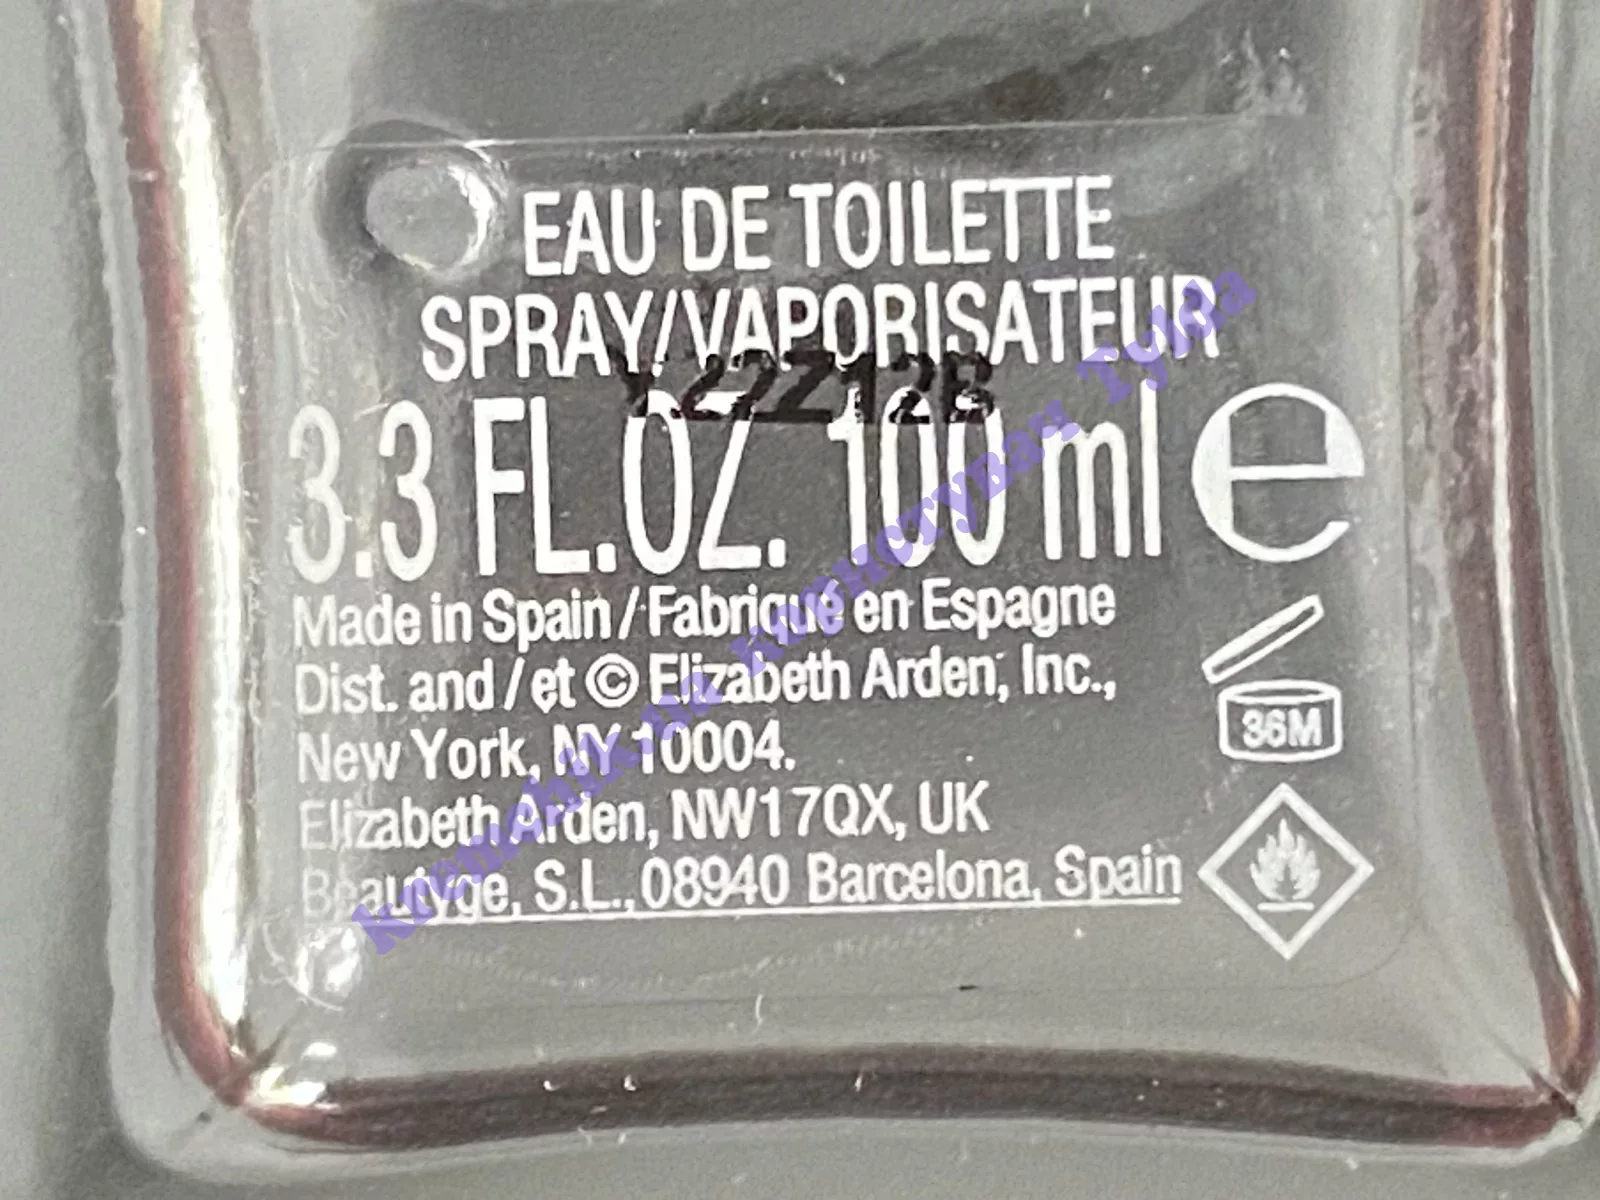 EAU DE TOILETTE
SPRAY/VAPORISATEUR
3.3 FL.OZ. 100 ml e
Made in Spain / Fabriqué en Espagne
Dist. and / et © Elizabeth Arden, Inc.,
New York, NY 10004.
Elizabeth Arden, NW17QX, UK
Beautyge, S.L., 08940 Barcelona, Spain
36M